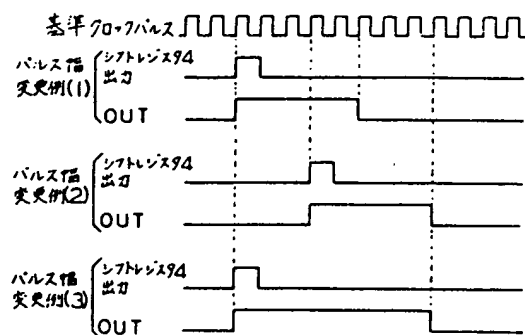 基準クロックパルス
パルス幅
変更例(1)
シフトレジスタ
出力
OUT
パルス幅
変更例(2)
シフトレジスタ
出力
OUT
パルス幅
変更例(3)
シフトレジスタ
出力
OUT